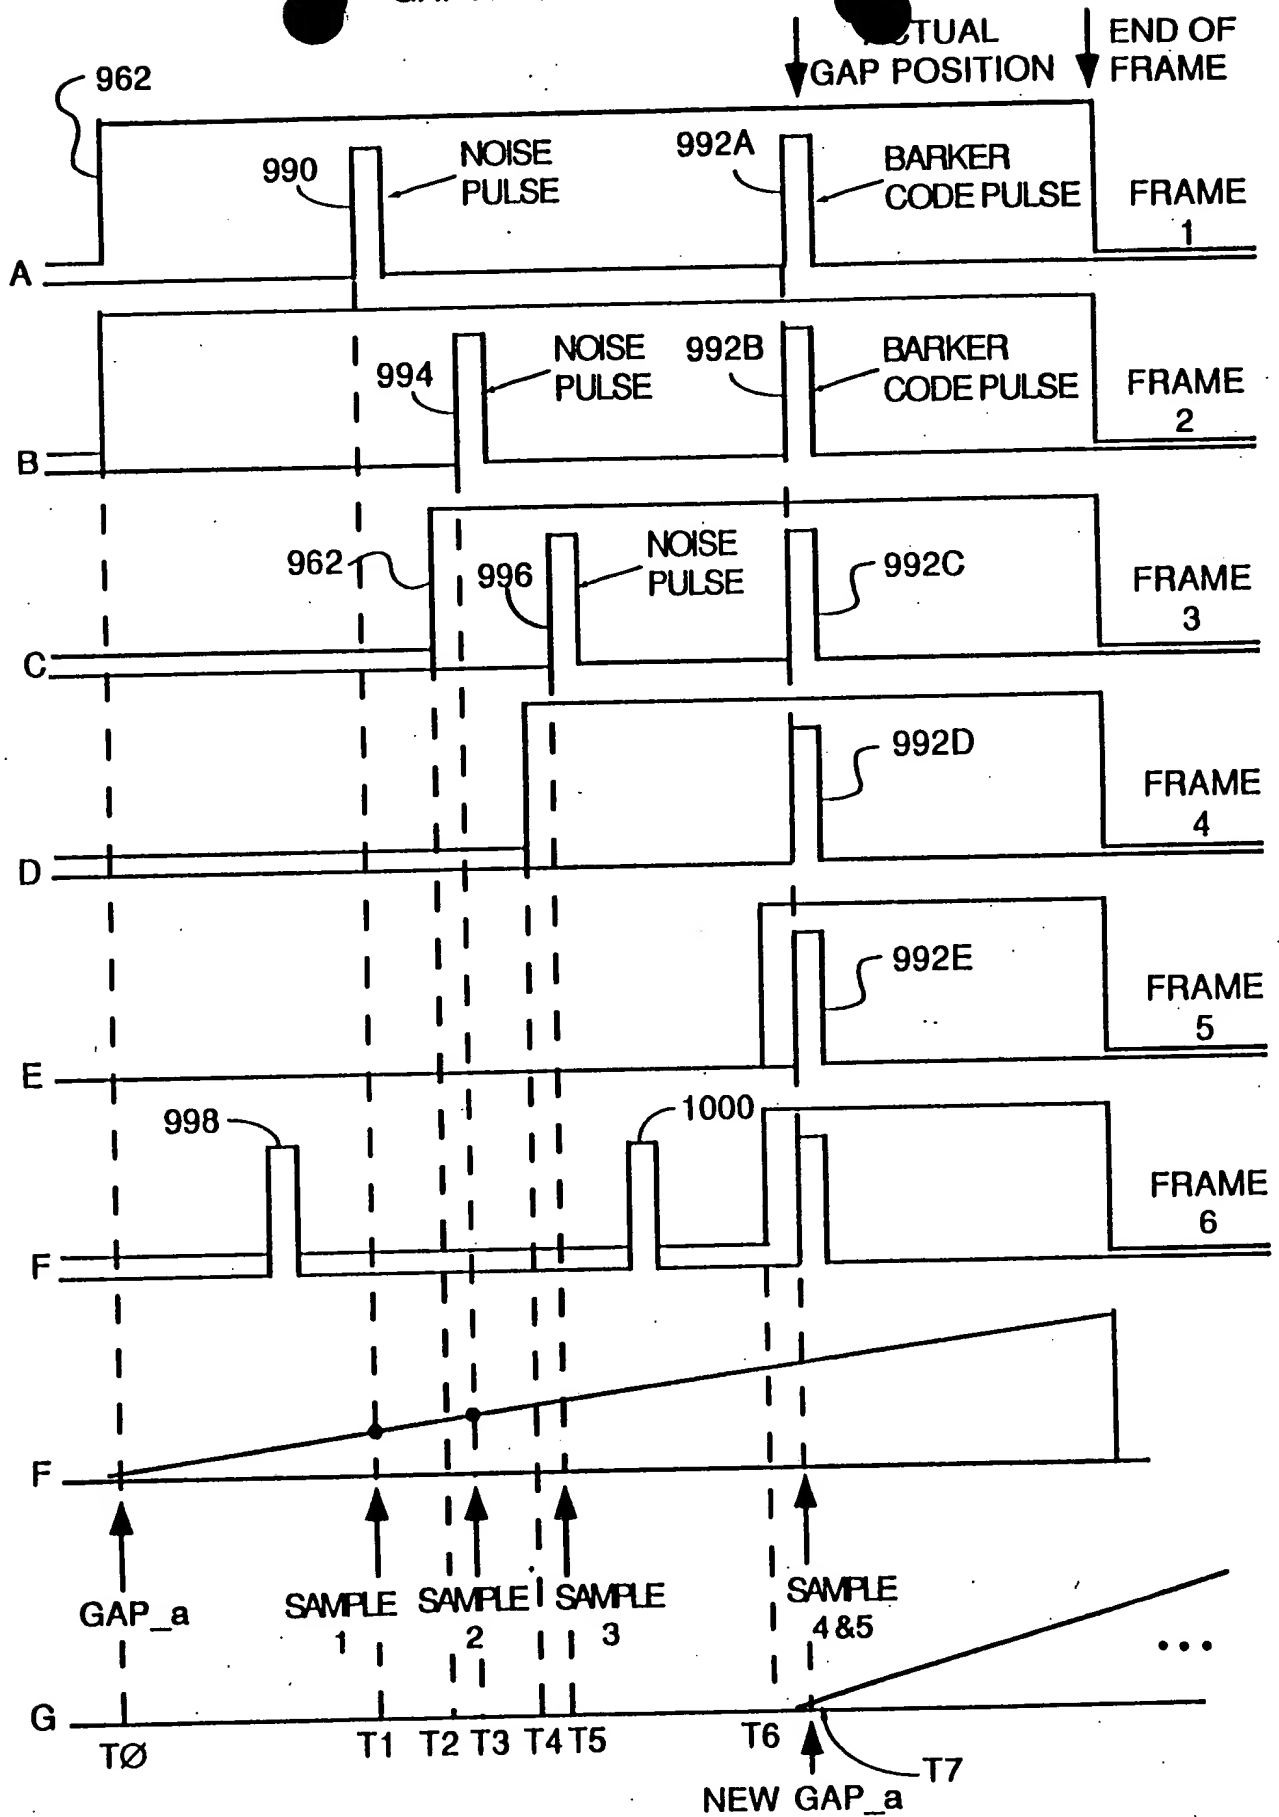 ACTUAL
GAP POSITION
END OF
FRAME
962
990
NOISE
PULSE
992A
BARKER
CODE PULSE
FRAME
1
A
994
NOISE
PULSE
992B
BARKER
CODE PULSE
FRAME
2
B
962
996
NOISE
PULSE
992C
FRAME
3
C
992D
FRAME
4
D
992E
FRAME
5
E
998
1000
FRAME
6
F
F
GAP_a
SAMPLE
1
SAMPLE
2
SAMPLE
3
SAMPLE
4&5
G
TØ
T1
T2
T3
T4
T5
T6
T7
NEW GAP_a